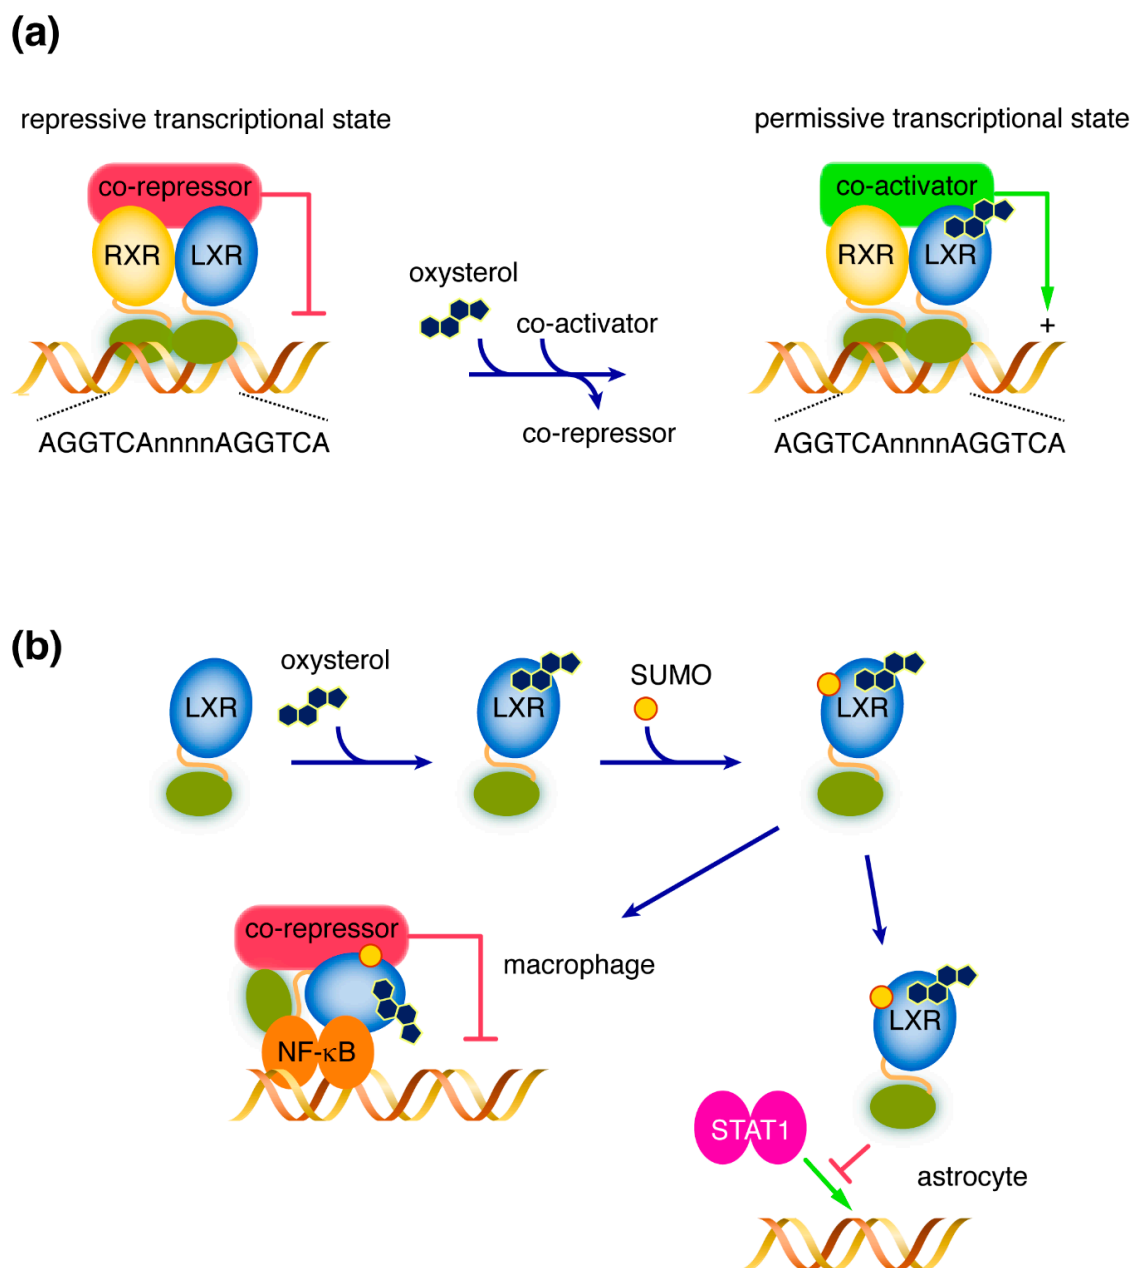 (a)
repressive transcriptional state
permissive transcriptional state
co-repressor
RXR
LXR
AGGTCAnnnnAGGTCA
oxysterol
co-activator
co-repressor
co-activator
RXR
LXR
+
AGGTCAnnnnAGGTCA
(b)
LXR
oxysterol
LXR
SUMO
LXR
co-repressor
NF-κB
macrophage
LXR
STAT1
astrocyte